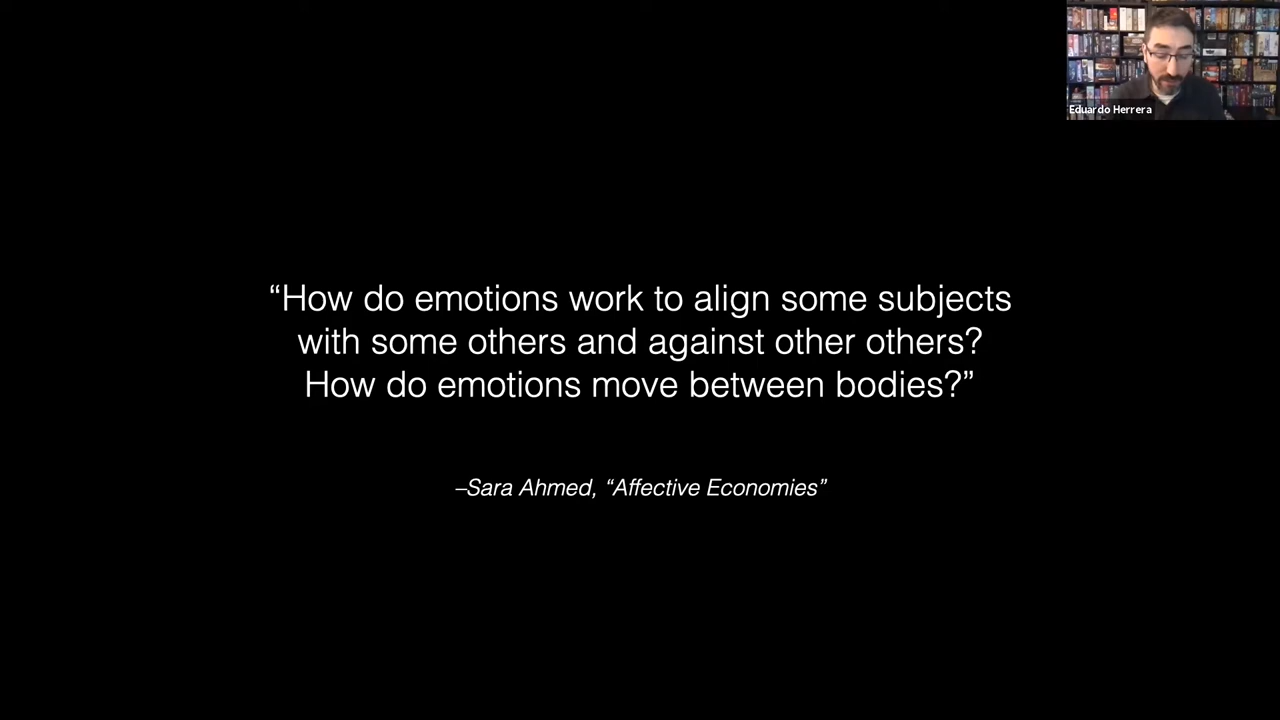 Eduardo Herrera
“How do emotions work to align some subjects
with some others and against other others?
How do emotions move between bodies?”
–Sara Ahmed, “Affective Economies”